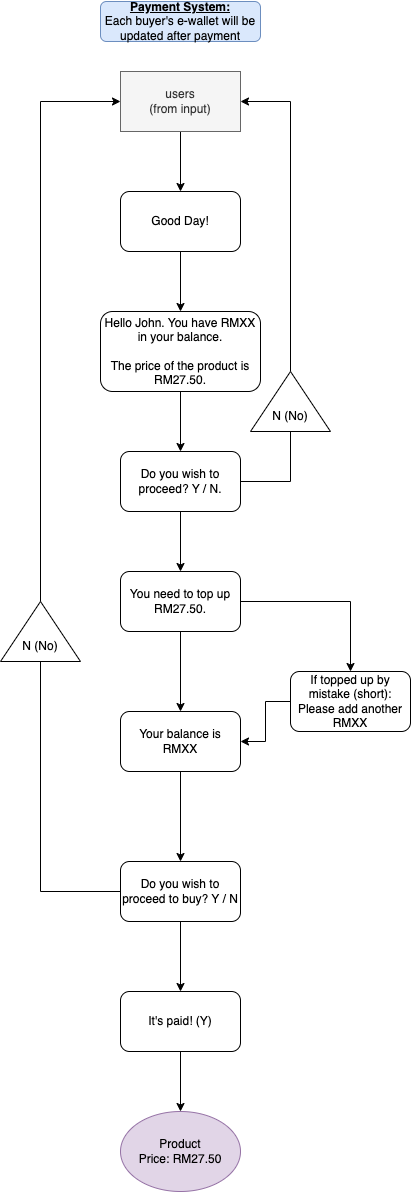 Payment System:
Each buyer's e-wallet will be
updated after payment
users
(from input)
Good Day!
Hello John. You have RMXX
in your balance.
The price of the product is
RM27.50.
N (No)
Do you wish to
proceed? Y / N.
You need to top up
RM27.50.
N (No)
If topped up by
mistake (short):
Please add another
RMXX
Your balance is
RMXX
Do you wish to
proceed to buy? Y / N
It's paid! (Y)
Product
Price: RM27.50